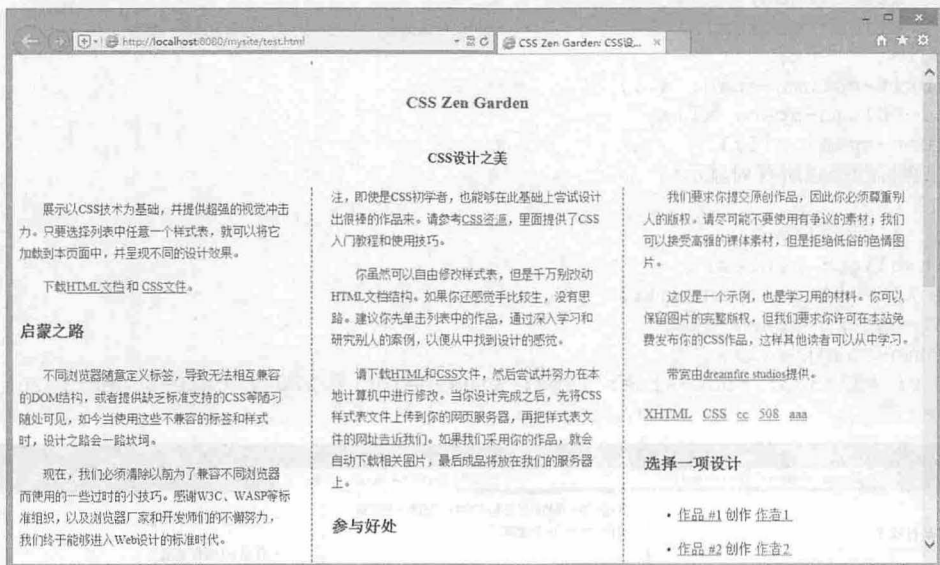 http://localhost:8080/mysite/test.html
CSS Zen Garden: CSS设...
CSS Zen Garden
CSS设计之美
展示以CSS技术为基础，并提供超强的视觉冲击
力。只要选择列表中任意一个样式表，就可以将它
加载到本页面中，并呈现不同的设计效果。
下载HTML文档 和 CSS文件。
启蒙之路
不同浏览器随意定义标签，导致无法相互兼容
的DOM结构，或者提供缺乏标准支持的CSS等陋习
随处可见，如今当使用这些不兼容的标签和样式
时，设计之路会一路坎坷。
现在，我们必须清除以前为了兼容不同浏览器
而使用的一些过时的小技巧。感谢W3C、WASP等标
准组织，以及浏览器厂家和开发师们的不懈努力，
我们终于能够进入Web设计的标准时代。
注，即使是CSS初学者，也能够在此基础上尝试设计
出很棒的作品来。请参考CSS资源，里面提供了CSS
入门教程和使用技巧。
你虽然可以自由修改样式表，但是千万别改动
HTML文档结构。如果你还感觉手比较生，没有思
路。建议你先单击列表中的作品，通过深入学习和
研究别人的案例，以便从中找到设计的感觉。
请下载HTML和CSS文件，然后尝试并努力在本
地计算机中进行修改。当你设计完成之后，先将CSS
样式表文件上传到你的网页服务器，再把样式表文
件的网址告近我们。如果我们采用你的作品，就会
自动下载相关图片，最后成品将放在我们的服务器
上。
参与好处
我们要求你提交原创作品，因此你必须尊重别
人的版权。请尽可能不要使用有争议的素材；我们
可以接受高雅的裸体素材，但是拒绝低俗的色情图
片。
这仅是一个示例，也是学习用的材料。你可以
保留图片的完整版权，但我们要求你许可在本站免
费发布你的CSS作品，这样其他读者可以从中学习。
带宽由dreamfire studios提供。
XHTML CSS cc 508 aaa
选择一项设计
• 作品 #1 创作 作者1
• 作品 #2 创作 作者2